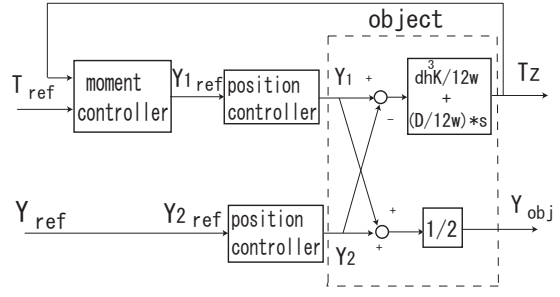 object
T ref
moment
controller
Y1 ref
position
controller
Y1
+
-
dh³K/12w
+
(D/12w)*s
Tz
Y ref
Y2 ref
position
controller
Y2
+
+
1/2
Y obj